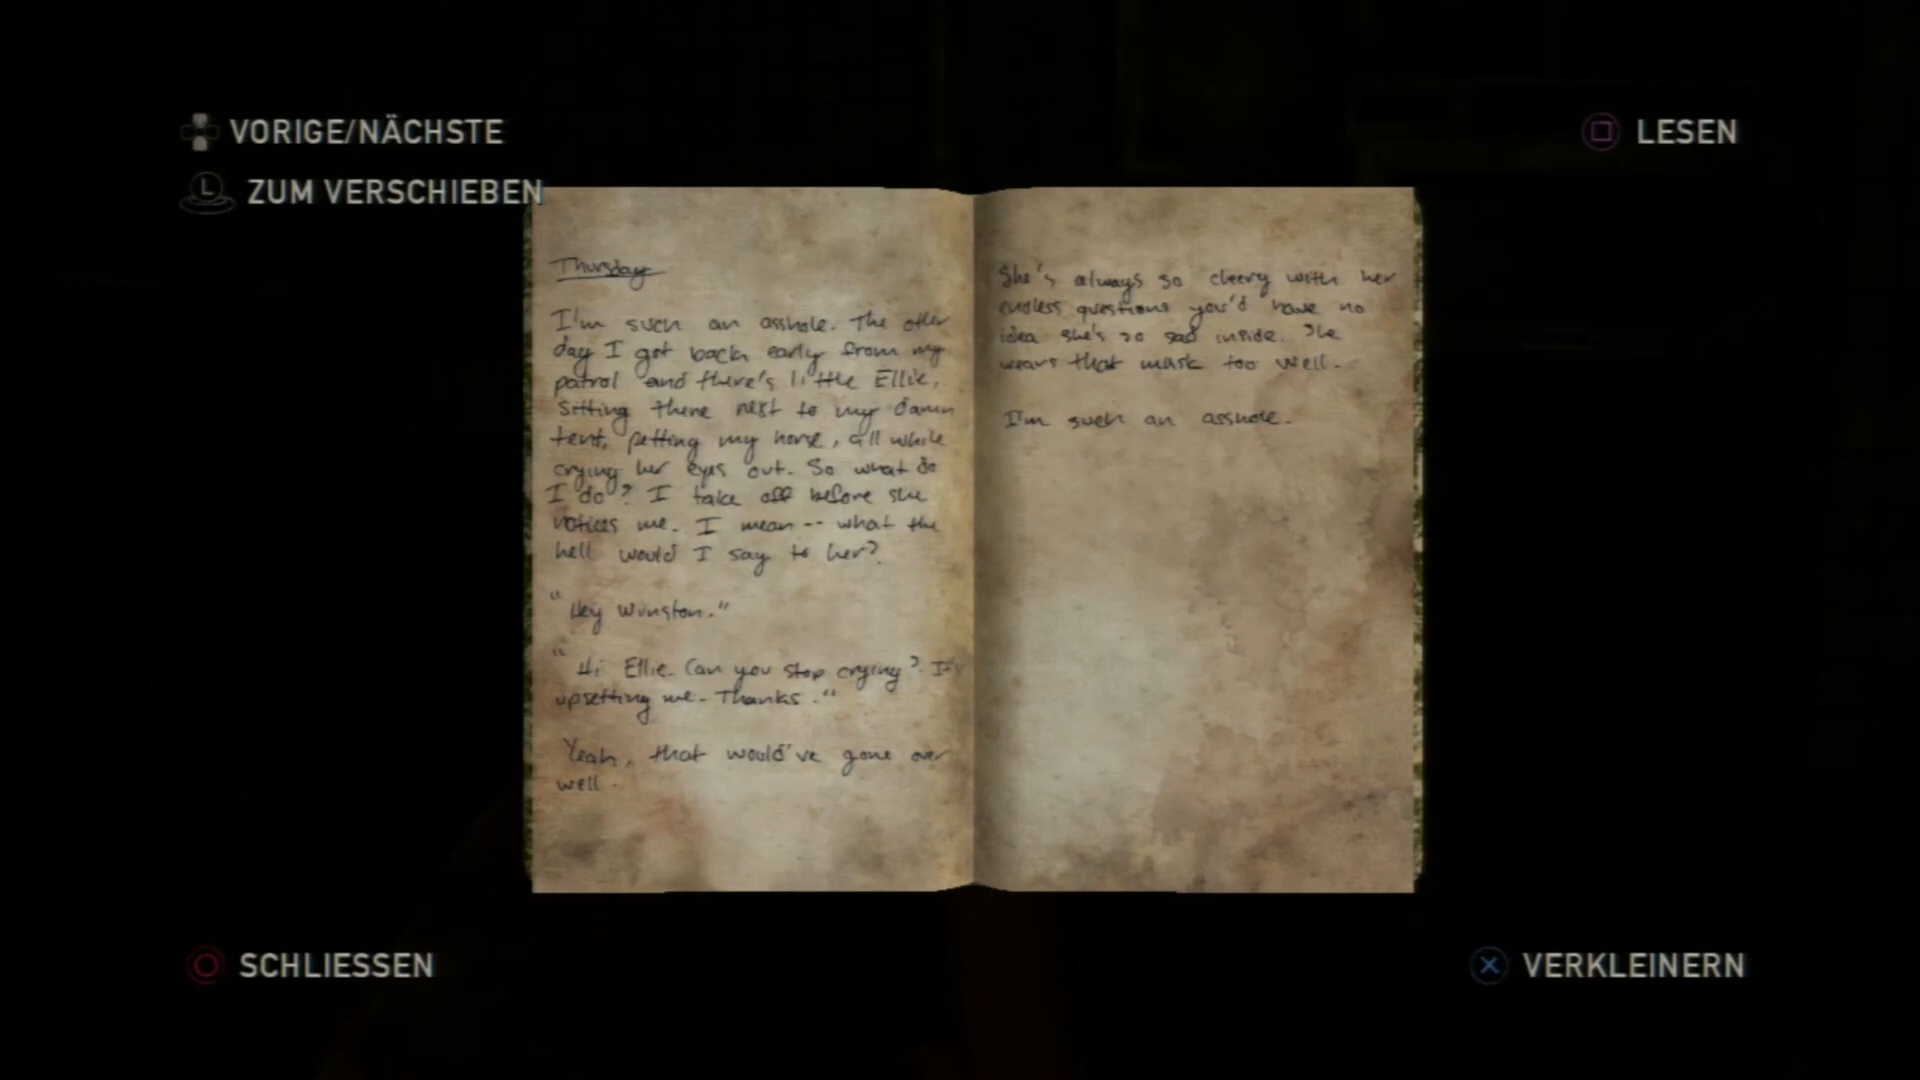 VORIGE/NÄCHSTE
LESEN
L
ZUM VERSCHIEBEN
Thursday
I'm such an asshole. The other
day I got back early from my
patrol and there's little Ellie,
sitting there next to my damn
tent, petting my horse, all while
crying her eyes out. So what do
I do? I take off before she
notices me. I mean -- what the
hell would I say to her?
"Hey Winston."
"Hi Ellie. Can you stop crying? It's
upsetting me. Thanks."
Yeah, that would've gone over
well.
She's always so cheery with her
endless questions you'd have no
idea she's so sad inside. She
wears that mask too well.
I'm such an asshole.
SCHLIESSEN
VERKLEINERN